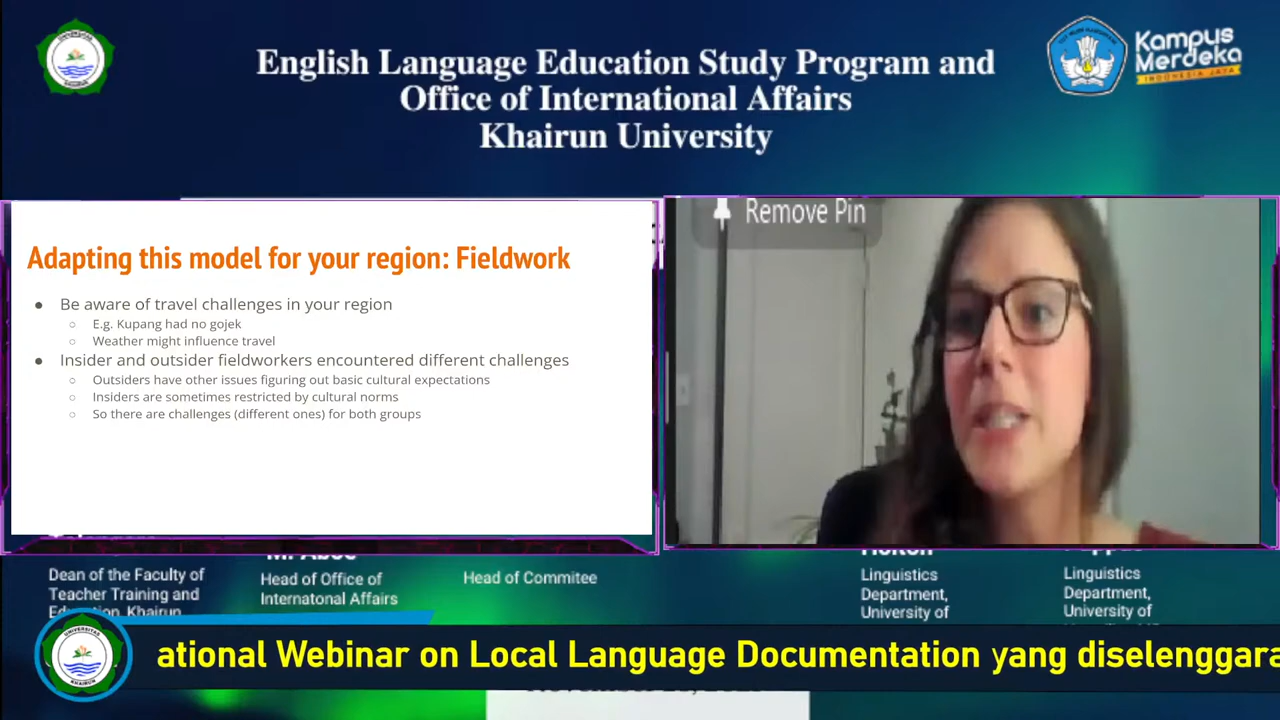 English Language Education Study Program and
Office of International Affairs
Khairun University
Kampus
Merdeka
INDONESIA JAYA
Adapting this model for your region: Fieldwork
● Be aware of travel challenges in your region
○ E.g. Kupang had no gojek
○ Weather might influence travel
● Insider and outsider fieldworkers encountered different challenges
○ Outsiders have other issues figuring out basic cultural expectations
○ Insiders are sometimes restricted by cultural norms
○ So there are challenges (different ones) for both groups
Remove Pin
Dean of the Faculty of
Teacher Training and
Education, Khairun
Head of Office of
Internatonal Affairs
Head of Commitee
Holton
Linguistics
Department,
University of
Linguistics
Department,
University of
UNIVERSITAS
KHAIRUN
ational Webinar on Local Language Documentation yang diselenggara